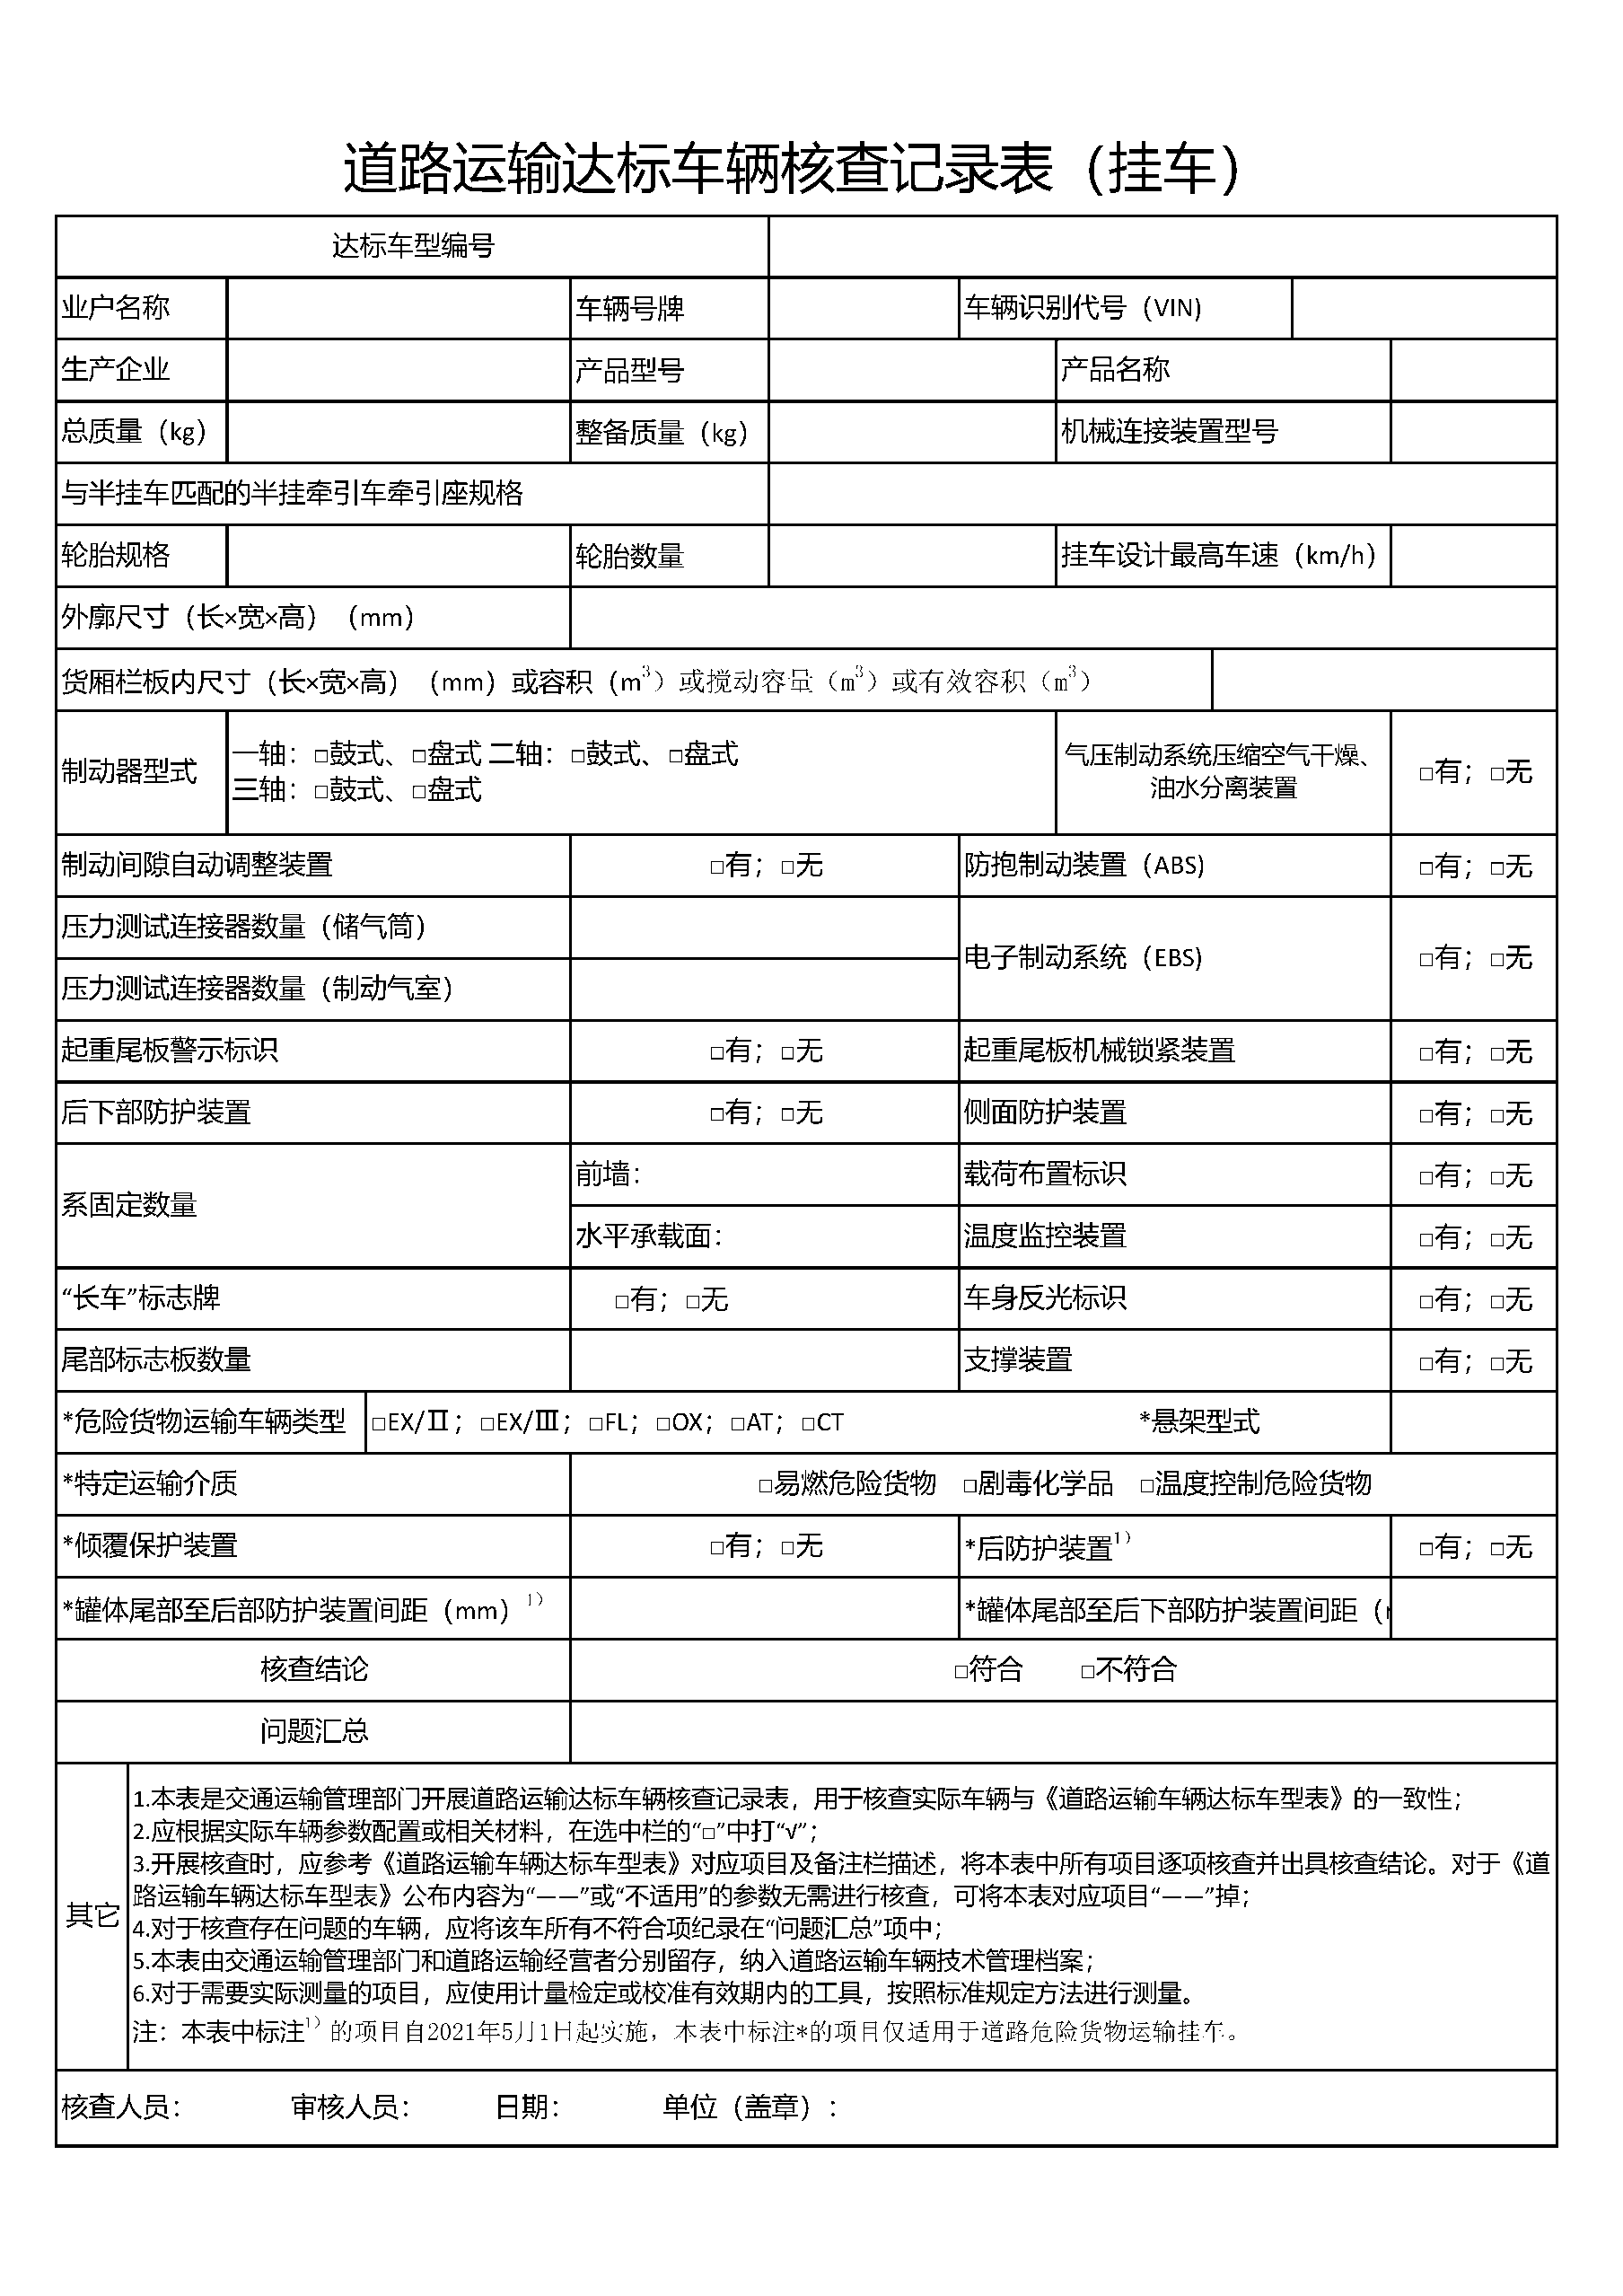 道路运输达标车辆核查记录表（挂车）
达标车型编号
业户名称 车辆号牌 车辆识别代号（VIN)
生产企业 产品型号 产品名称
总质量（kg） 整备质量（kg） 机械连接装置型号
与半挂车匹配的半挂牵引车牵引座规格
轮胎规格 轮胎数量 挂车设计最高车速（km/h）
外廓尺寸（长×宽×高）（mm）
货厢栏板内尺寸（长×宽×高）（mm）或容积（m³）或搅动容量（m³）或有效容积（m³）
制动器型式
一轴：□鼓式、□盘式 二轴：□鼓式、□盘式
三轴：□鼓式、□盘式
气压制动系统压缩空气干燥、
油水分离装置
□有；□无
制动间隙自动调整装置 □有；□无 防抱制动装置（ABS) □有；□无
压力测试连接器数量（储气筒）
电子制动系统（EBS) □有；□无
压力测试连接器数量（制动气室）
起重尾板警示标识 □有；□无 起重尾板机械锁紧装置 □有；□无
后下部防护装置 □有；□无 侧面防护装置 □有；□无
系固定数量
前墙： 载荷布置标识 □有；□无
水平承载面： 温度监控装置 □有；□无
“长车”标志牌 □有；□无 车身反光标识 □有；□无
尾部标志板数量 支撑装置 □有；□无
*危险货物运输车辆类型 □EX/Ⅱ；□EX/Ⅲ；□FL；□OX；□AT；□CT *悬架型式
*特定运输介质 □易燃危险货物 □剧毒化学品 □温度控制危险货物
*倾覆保护装置 □有；□无 *后防护装置¹⁾ □有；□无
*罐体尾部至后部防护装置间距（mm）¹⁾ *罐体尾部至后下部防护装置间距（
核查结论 □符合 □不符合
问题汇总
其它
1.本表是交通运输管理部门开展道路运输达标车辆核查记录表，用于核查实际车辆与《道路运输车辆达标车型表》的一致性；
2.应根据实际车辆参数配置或相关材料，在选中栏的“□”中打“√”；
3.开展核查时，应参考《道路运输车辆达标车型表》对应项目及备注栏描述，将本表中所有项目逐项核查并出具核查结论。对于《道
路运输车辆达标车型表》公布内容为“——”或“不适用”的参数无需进行核查，可将本表对应项目“——”掉；
4.对于核查存在问题的车辆，应将该车所有不符合项纪录在“问题汇总”项中；
5.本表由交通运输管理部门和道路运输经营者分别留存，纳入道路运输车辆技术管理档案；
6.对于需要实际测量的项目，应使用计量检定或校准有效期内的工具，按照标准规定方法进行测量。
注：本表中标注¹⁾的项目自2021年5月1日起实施，本表中标注*的项目仅适用于道路危险货物运输挂车。
核查人员： 审核人员： 日期： 单位（盖章）：